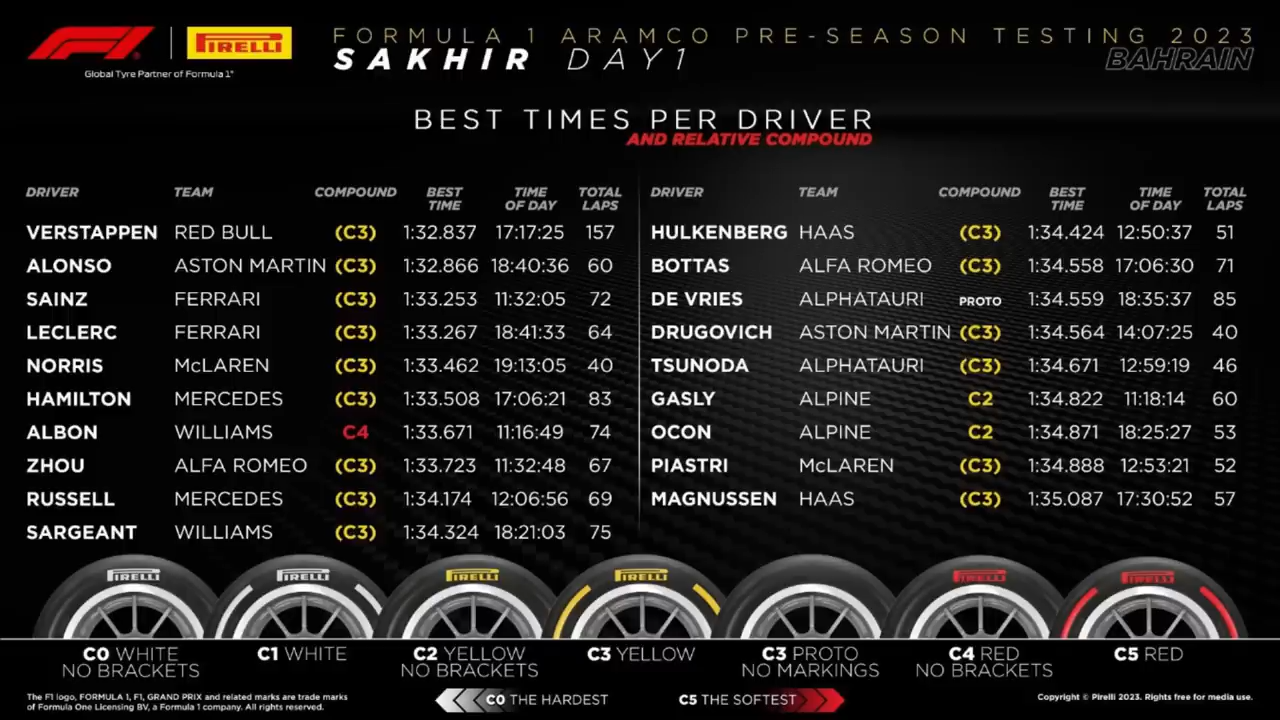 F1 PIRELLI
Global Tyre Partner of Formula 1®
FORMULA 1 ARAMCO PRE-SEASON TESTING 2023
SAKHIR DAY1
BAHRAIN
BEST TIMES PER DRIVER
AND RELATIVE COMPOUND
DRIVER TEAM COMPOUND BEST TIME TIME OF DAY TOTAL LAPS
VERSTAPPEN RED BULL (C3) 1:32.837 17:17:25 157
ALONSO ASTON MARTIN (C3) 1:32.866 18:40:36 60
SAINZ FERRARI (C3) 1:33.253 11:32:05 72
LECLERC FERRARI (C3) 1:33.267 18:41:33 64
NORRIS McLAREN (C3) 1:33.462 19:13:05 40
HAMILTON MERCEDES (C3) 1:33.508 17:06:21 83
ALBON WILLIAMS C4 1:33.671 11:16:49 74
ZHOU ALFA ROMEO (C3) 1:33.723 11:32:48 67
RUSSELL MERCEDES (C3) 1:34.174 12:06:56 69
SARGEANT WILLIAMS (C3) 1:34.324 18:21:03 75
DRIVER TEAM COMPOUND BEST TIME TIME OF DAY TOTAL LAPS
HULKENBERG HAAS (C3) 1:34.424 12:50:37 51
BOTTAS ALFA ROMEO (C3) 1:34.558 17:06:30 71
DE VRIES ALPHATAURI PROTO 1:34.559 18:35:37 85
DRUGOVICH ASTON MARTIN (C3) 1:34.564 14:07:25 40
TSUNODA ALPHATAURI (C3) 1:34.671 12:59:19 46
GASLY ALPINE C2 1:34.822 11:18:14 60
OCON ALPINE C2 1:34.871 18:25:27 53
PIASTRI McLAREN (C3) 1:34.888 12:53:21 52
MAGNUSSEN HAAS (C3) 1:35.087 17:30:52 57
PIRELLI PIRELLI PIRELLI PIRELLI PIRELLI PIRELLI
C0 WHITE
NO BRACKETS
C1 WHITE
C2 YELLOW
NO BRACKETS
C3 YELLOW
C3 PROTO
NO MARKINGS
C4 RED
NO BRACKETS
C5 RED
The F1 logo, FORMULA 1, F1, GRAND PRIX and related marks are trade marks
of Formula One Licensing BV, a Formula 1 company. All rights reserved.
C0 THE HARDEST
C5 THE SOFTEST
Copyright © Pirelli 2023. Rights free for media use.